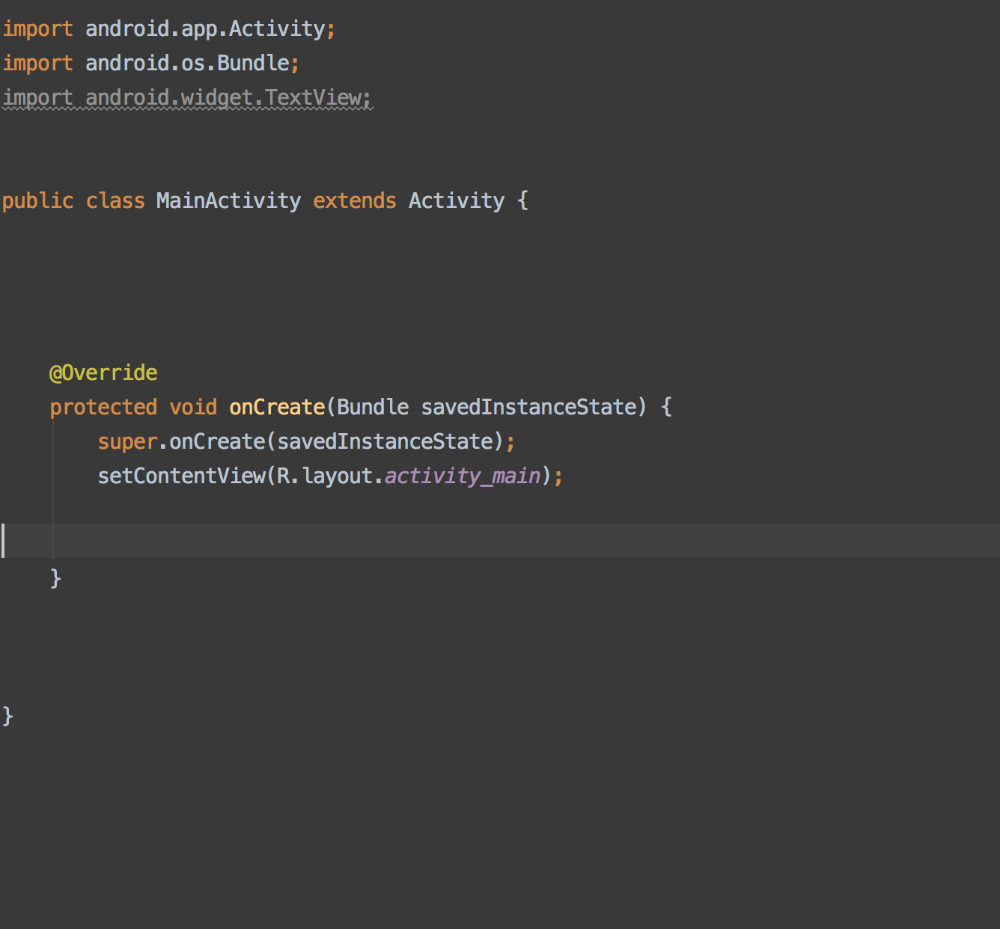 import android.app.Activity;
import android.os.Bundle;
import android.widget.TextView;
public class MainActivity extends Activity {
@Override
protected void onCreate(Bundle savedInstanceState) {
super.onCreate(savedInstanceState);
setContentView(R.layout.activity_main);
}
}